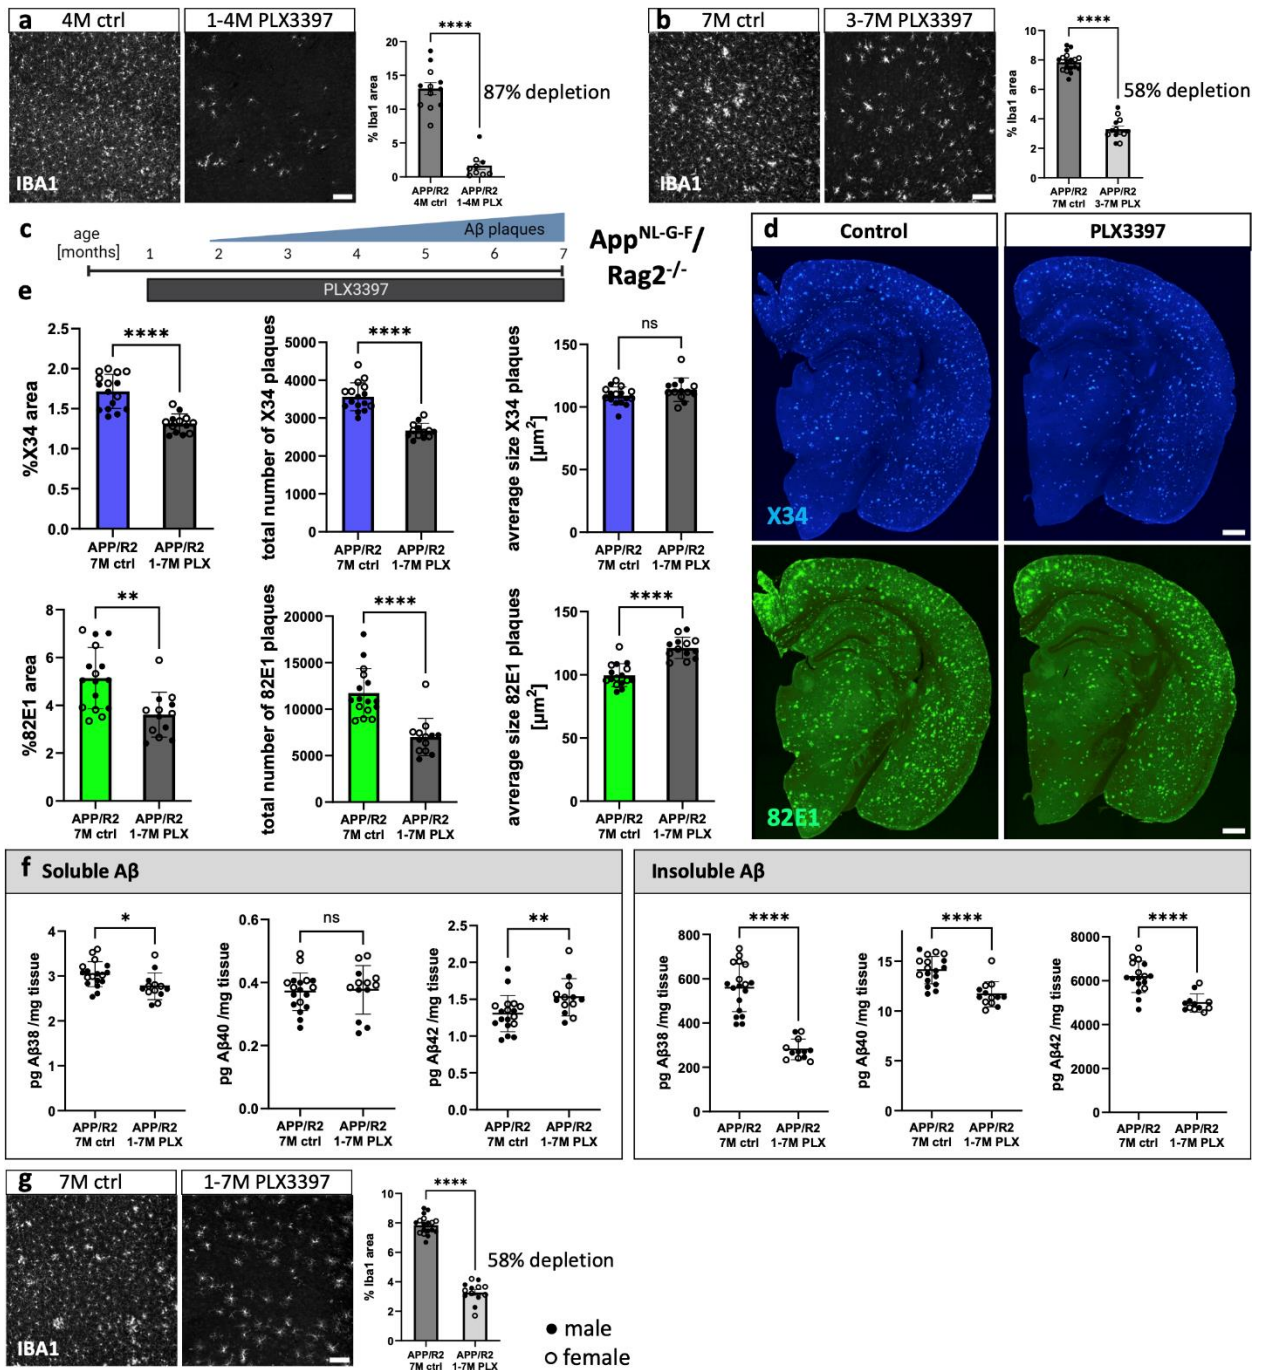 a
4M ctrl
1-4M PLX3397
IBA1
% Iba1 area
20
15
10
5
0
****
87% depletion
APP/R2
4M ctrl
APP/R2
1-4M PLX
b
7M ctrl
3-7M PLX3397
IBA1
% Iba1 area
10
8
6
4
2
0
****
58% depletion
APP/R2
7M ctrl
APP/R2
3-7M PLX
c
age
[months]
1 2 3 4 5 6 7
Aβ plaques
PLX3397
App^NL-G-F/
Rag2^-/-
d
Control
PLX3397
X34
82E1
e
%X34 area
2.5
2.0
1.5
1.0
0.5
0.0
****
APP/R2
7M ctrl
APP/R2
1-7M PLX
total number of X34 plaques
5000
4000
3000
2000
1000
0
****
APP/R2
7M ctrl
APP/R2
1-7M PLX
avrerage size X34 plaques
[µm²]
150
100
50
0
ns
APP/R2
7M ctrl
APP/R2
1-7M PLX
%82E1 area
8
6
4
2
0
**
APP/R2
7M ctrl
APP/R2
1-7M PLX
total number of 82E1 plaques
20000
15000
10000
5000
0
****
APP/R2
7M ctrl
APP/R2
1-7M PLX
avrerage size 82E1 plaques
[µm²]
150
100
50
0
****
APP/R2
7M ctrl
APP/R2
1-7M PLX
f
Soluble Aβ
pg Aβ38 /mg tissue
4
3
2
1
0
*
APP/R2
7M ctrl
APP/R2
1-7M PLX
pg Aβ40 /mg tissue
0.6
0.4
0.2
0.0
ns
APP/R2
7M ctrl
APP/R2
1-7M PLX
pg Aβ42 /mg tissue
2.5
2.0
1.5
1.0
0.5
0.0
**
APP/R2
7M ctrl
APP/R2
1-7M PLX
Insoluble Aβ
pg Aβ38 /mg tissue
800
600
400
200
0
****
APP/R2
7M ctrl
APP/R2
1-7M PLX
pg Aβ40 /mg tissue
15
10
5
0
****
APP/R2
7M ctrl
APP/R2
1-7M PLX
pg Aβ42 /mg tissue
8000
6000
4000
2000
0
****
APP/R2
7M ctrl
APP/R2
1-7M PLX
g
7M ctrl
1-7M PLX3397
IBA1
% Iba1 area
10
8
6
4
2
0
****
58% depletion
APP/R2
7M ctrl
APP/R2
1-7M PLX
male
female